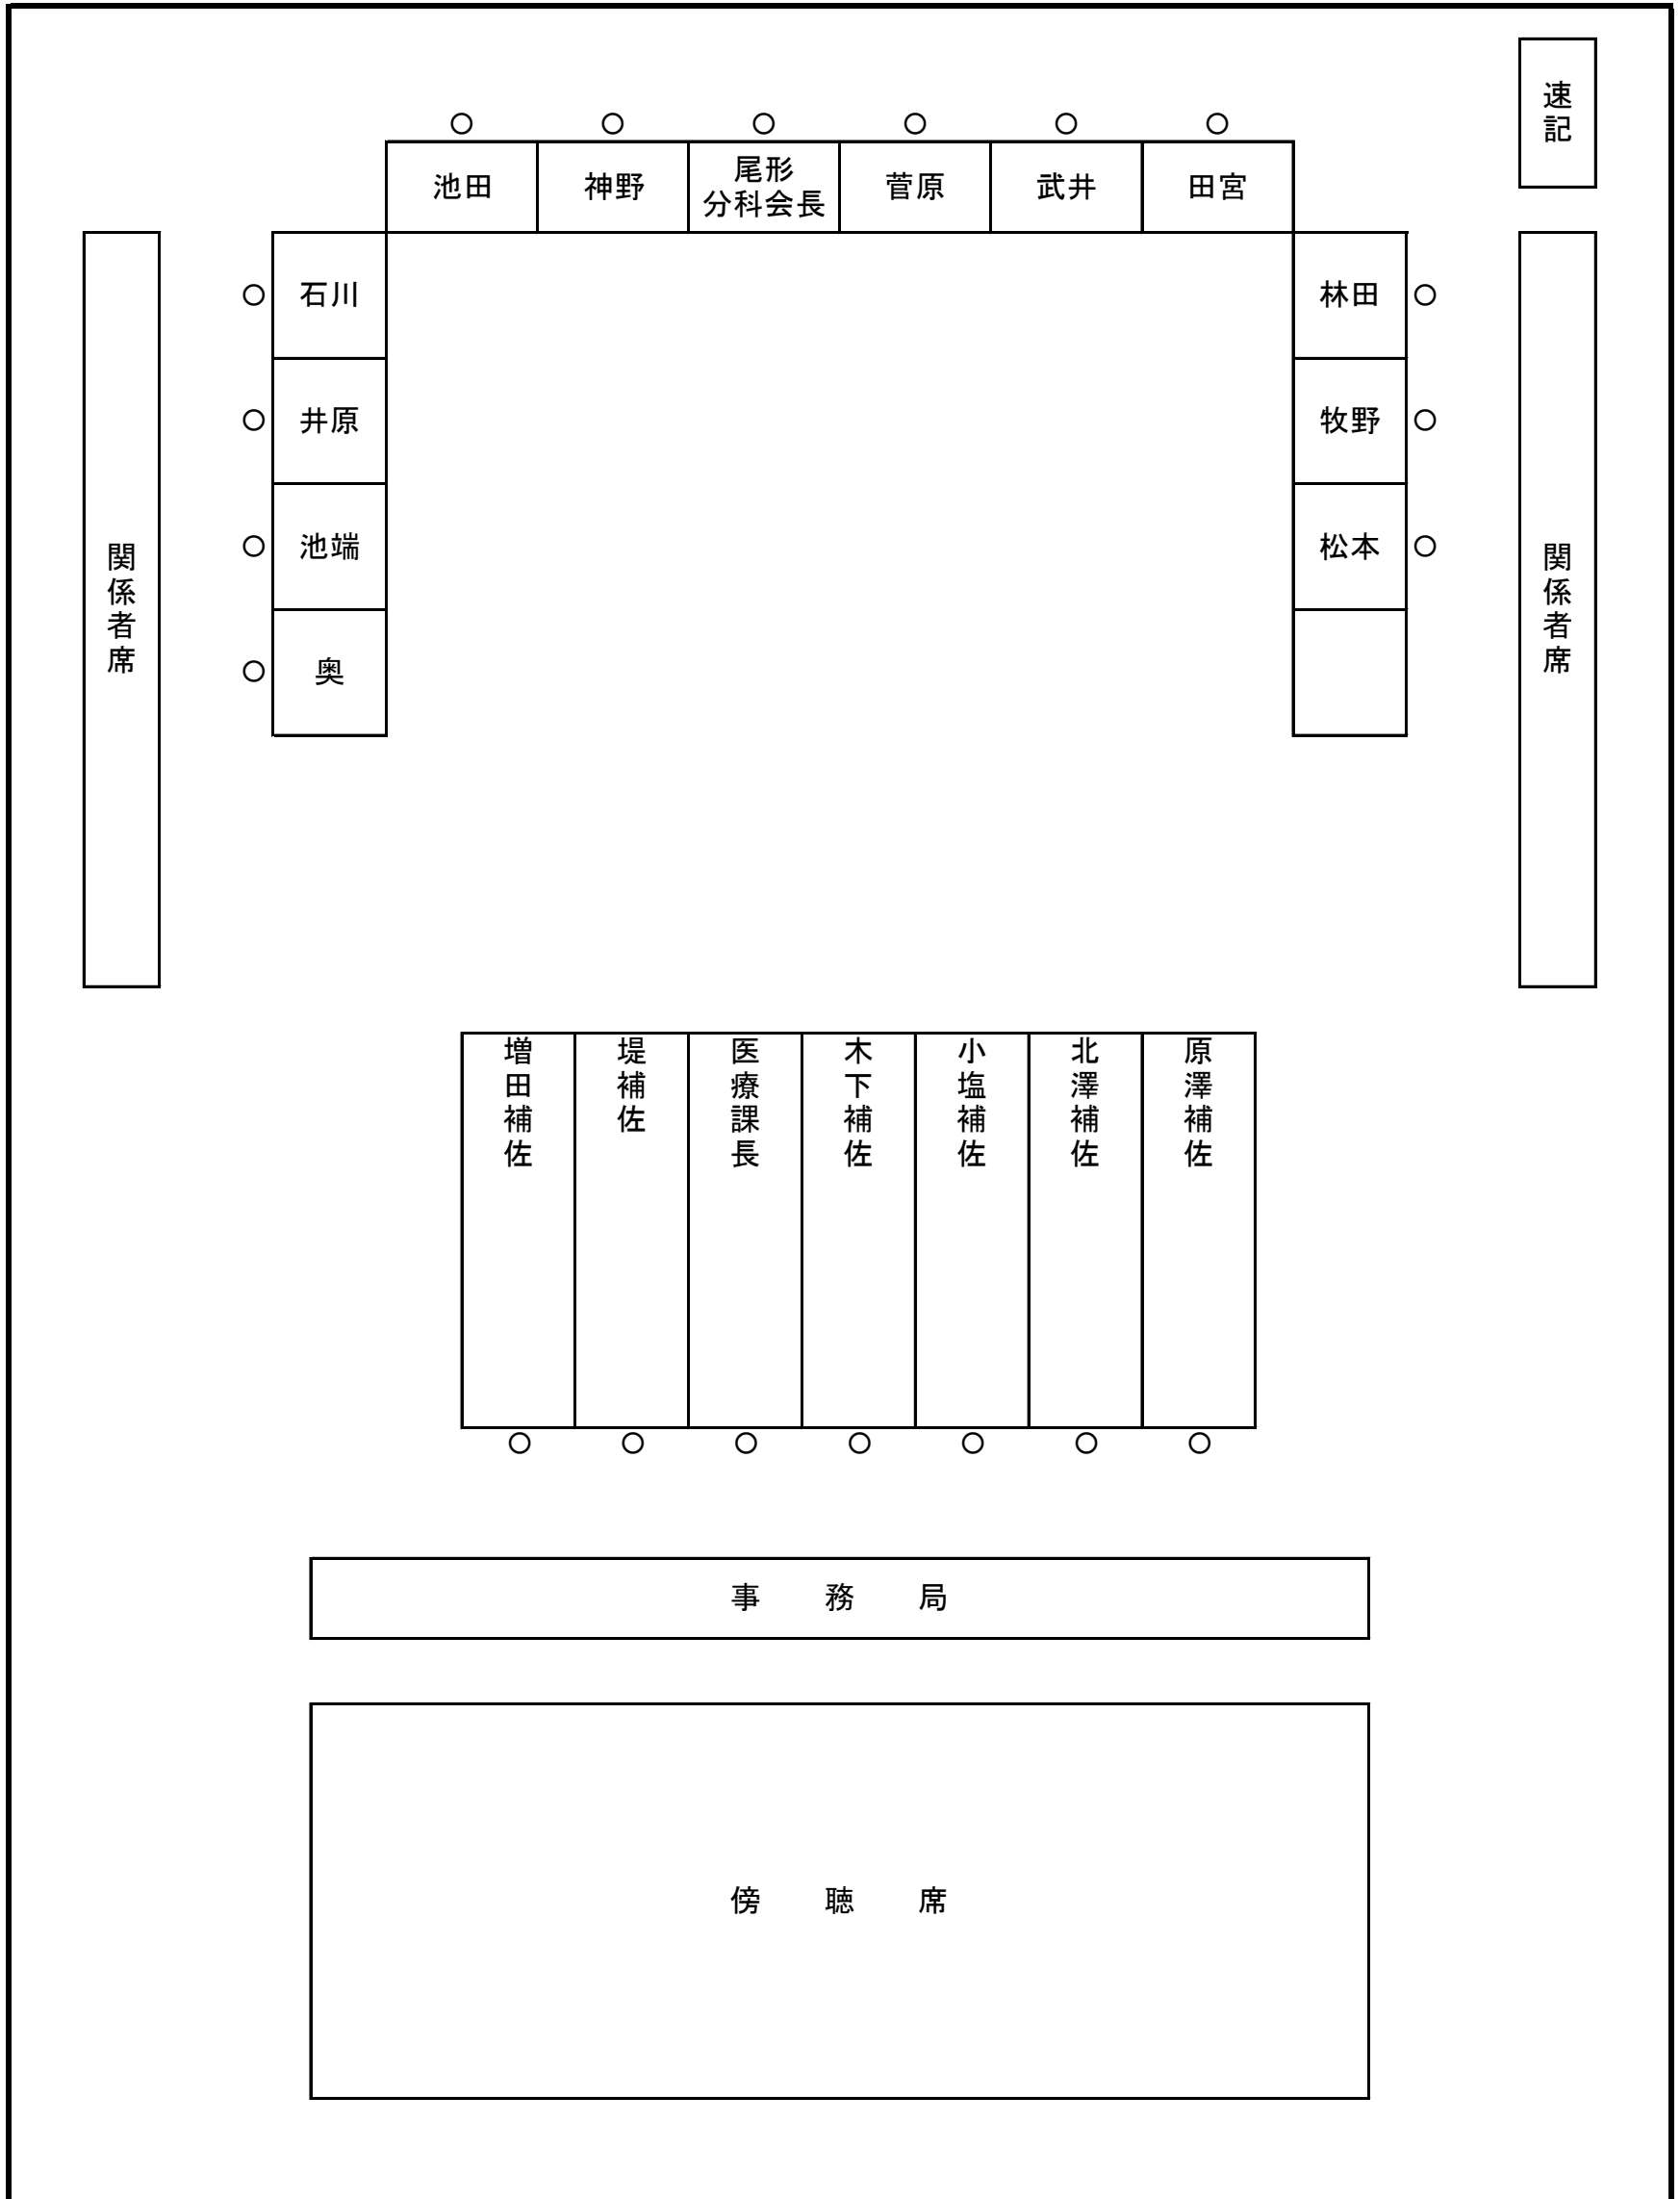 速記
池田
神野
尾形
分科会長
菅原
武井
田宮
石川
井原
池端
奥
林田
牧野
松本
関係者席
関係者席
増田補佐
堤補佐
医療課長
木下補佐
小塩補佐
北澤補佐
原澤補佐
事　務　局
傍　聴　席